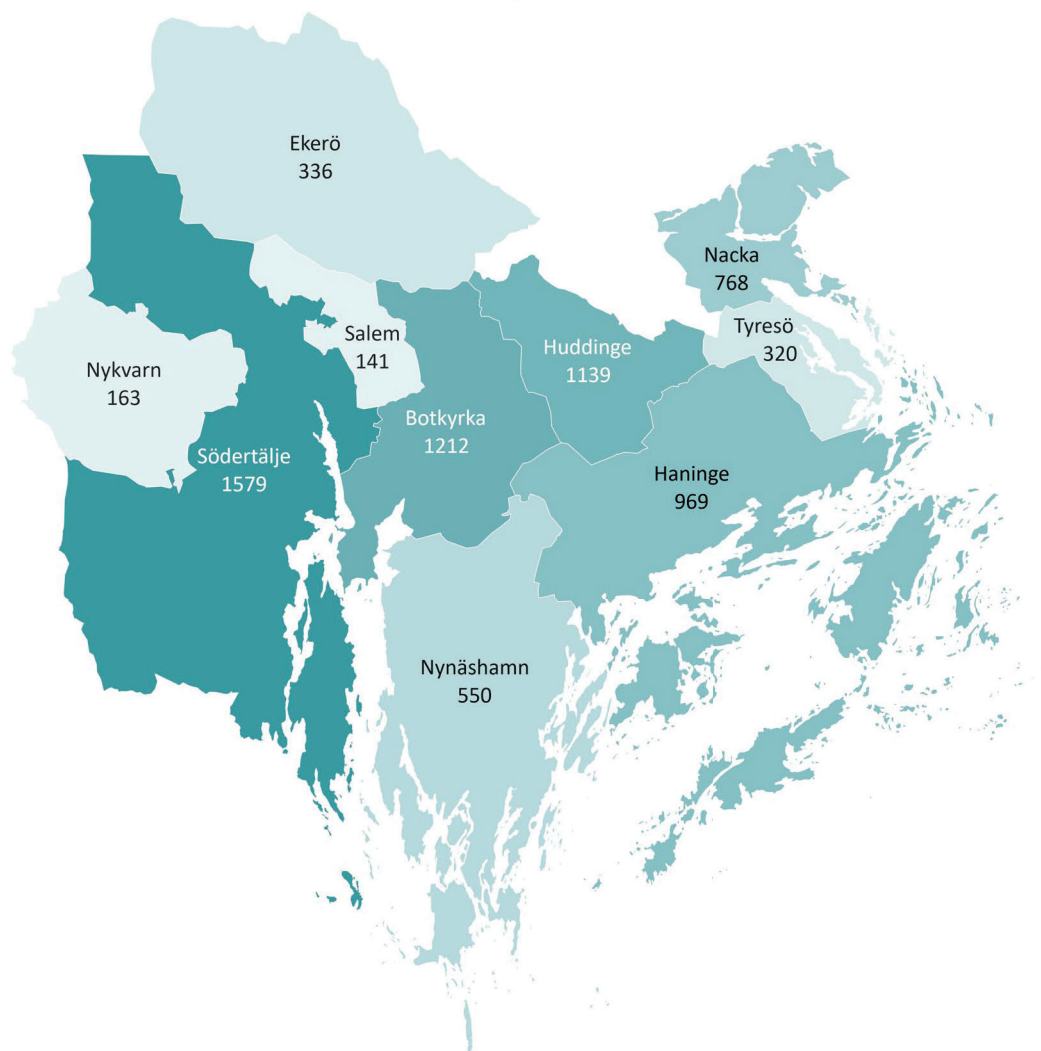 Ekerö
336
Nacka
768
Tyresö
320
Salem
141
Huddinge
1139
Nykvarn
163
Botkyrka
1212
Södertälje
1579
Haninge
969
Nynäshamn
550